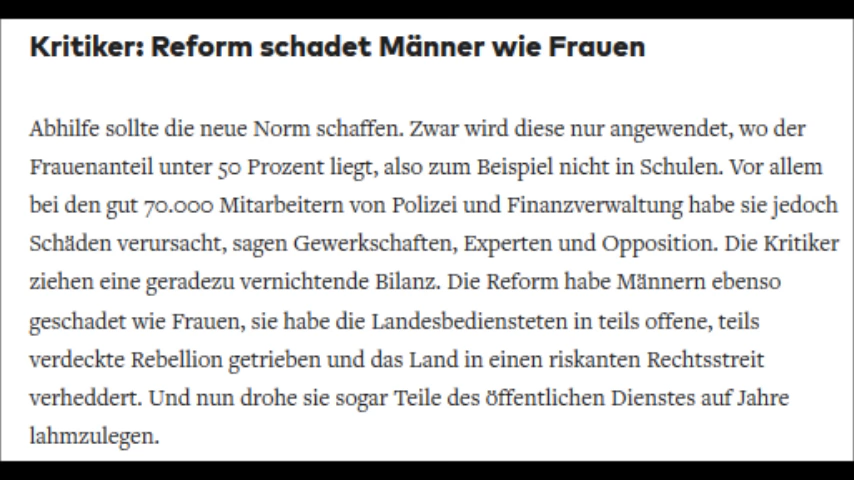 Kritiker: Reform schadet Männer wie Frauen
Abhilfe sollte die neue Norm schaffen. Zwar wird diese nur angewendet, wo der
Frauenanteil unter 50 Prozent liegt, also zum Beispiel nicht in Schulen. Vor allem
bei den gut 70.000 Mitarbeitern von Polizei und Finanzverwaltung habe sie jedoch
Schäden verursacht, sagen Gewerkschaften, Experten und Opposition. Die Kritiker
ziehen eine geradezu vernichtende Bilanz. Die Reform habe Männern ebenso
geschadet wie Frauen, sie habe die Landesbediensteten in teils offene, teils
verdeckte Rebellion getrieben und das Land in einen riskanten Rechtsstreit
verheddert. Und nun drohe sie sogar Teile des öffentlichen Dienstes auf Jahre
lahmzulegen.